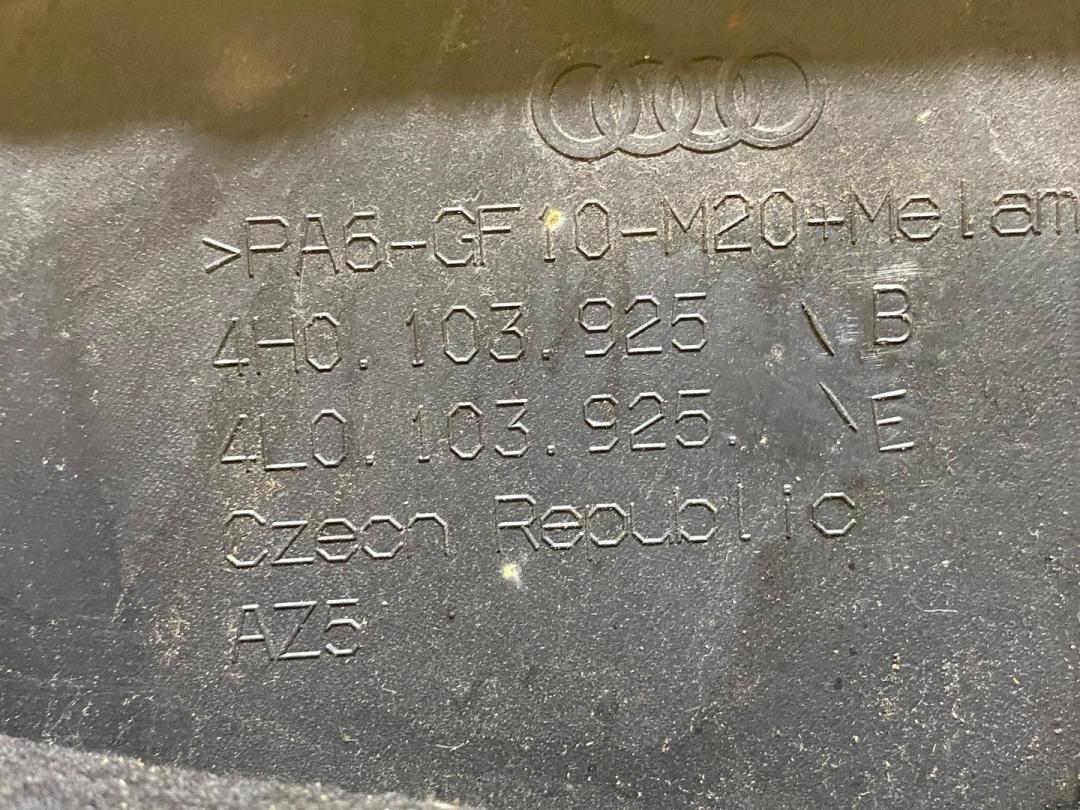 >PA6-GF10-M20+Melam
4H0.103.925 \ B
4L0.103.925. \ E
Czech Republic
AZ5